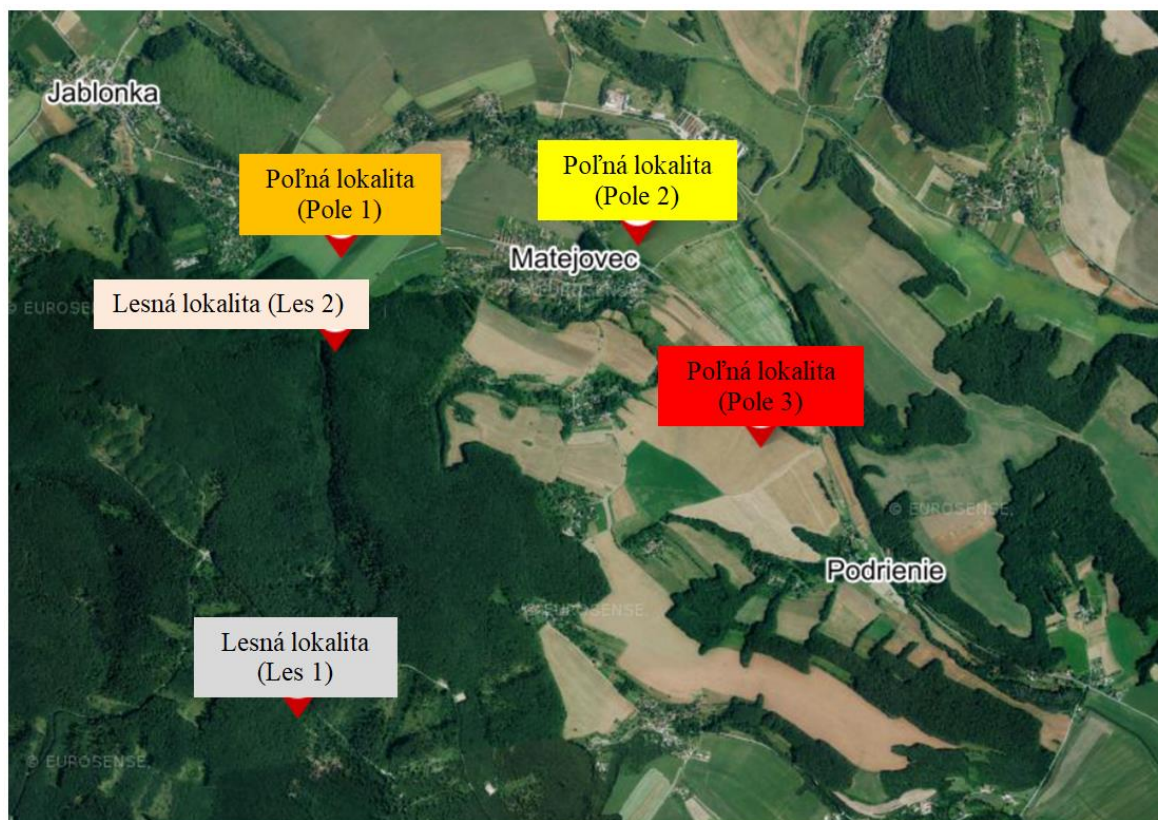 Jablonka
Poľná lokalita
(Pole 1)
Poľná lokalita
(Pole 2)
Matejovec
© EUROSENSE
Lesná lokalita (Les 2)
Poľná lokalita
(Pole 3)
© EUROSENSE.
Podrienie
© EUROSENSE.
Lesná lokalita
(Les 1)
© EUROSENSE.